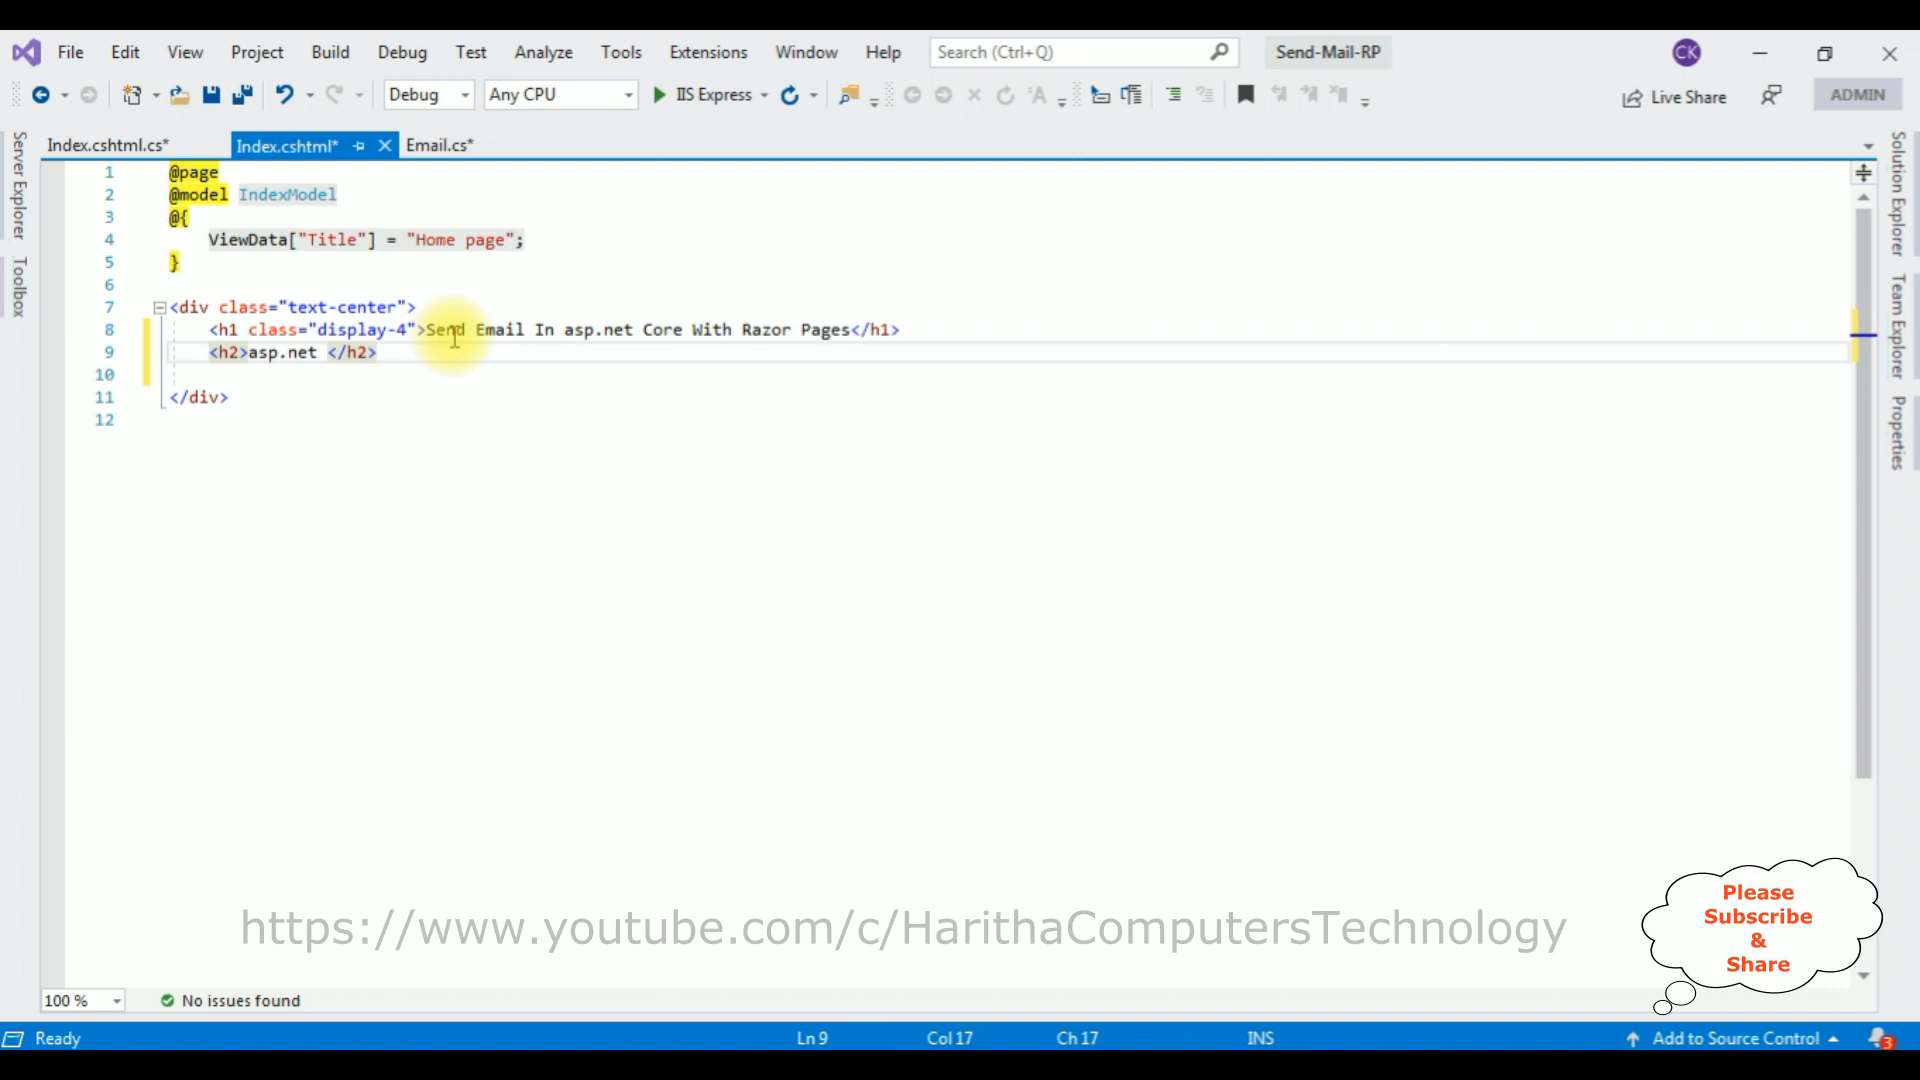 File Edit View Project Build Debug Test Analyze Tools Extensions Window Help Search (Ctrl+Q) Send-Mail-RP CK
Debug Any CPU IIS Express Live Share ADMIN
Server Explorer
Toolbox
Index.cshtml.cs* Index.cshtml* Email.cs*
1 @page
2 @model IndexModel
3 @{
4 ViewData["Title"] = "Home page";
5 }
6
7 <div class="text-center">
8 <h1 class="display-4">Send Email In asp.net Core With Razor Pages</h1>
9 <h2>asp.net </h2>
10
11 </div>
12
Solution Explorer
Team Explorer
Properties
https://www.youtube.com/c/HarithaComputersTechnology
Please
Subscribe
&
Share
100 % No issues found
Ready Ln 9 Col 17 Ch 17 INS Add to Source Control 3